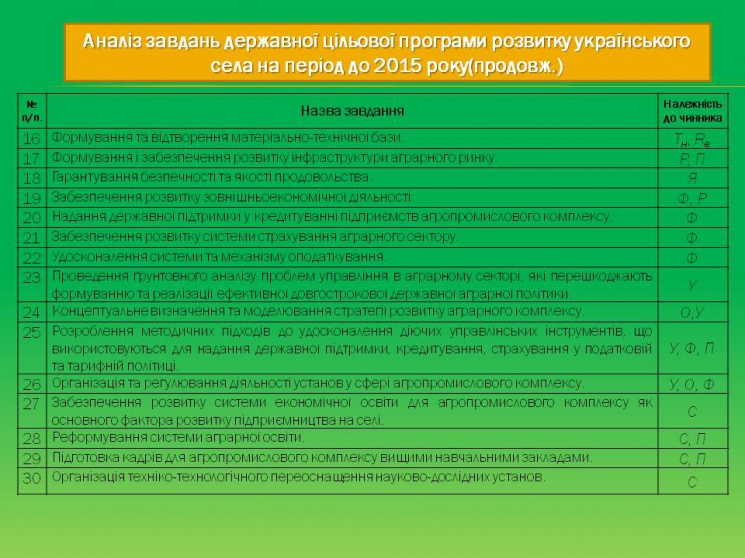 Аналіз завдань державної цільової програми розвитку українського
села на період до 2015 року(продовж.)
№ п/п. Назва завдання Належність до чинника
16 Формування та відтворення матеріально-технічної бази. Тн, Re
17 Формування і забезпечення розвитку інфраструктури аграрного ринку. Р, П
18 Гарантування безпечності та якості продовольства. Я
19 Забезпечення розвитку зовнішньоекономічної діяльності. Ф, Р
20 Надання державної підтримки у кредитуванні підприємств агропромислового комплексу. Ф
21 Забезпечення розвитку системи страхування аграрного сектору. Ф
22 Удосконалення системи та механізму оподаткування. Ф
23 Проведення ґрунтовного аналізу проблем управління в аграрному секторі, які перешкоджають
формуванню та реалізації ефективної довгострокової державної аграрної політики. У
24 Концептуальне визначення та моделювання стратегії розвитку аграрного комплексу. О,У
25 Розроблення методичних підходів до удосконалення діючих управлінських інструментів, що
використовуються для надання державної підтримки, кредитування, страхування у податковій У, Ф, П
та тарифній політиці.
26 Організація та регулювання діяльності установ у сфері агропромислового комплексу. У, О, Ф
27 Забезпечення розвитку системи економічної освіти для агропромислового комплексу як
основного фактора розвитку підприємництва на селі. С
28 Реформування системи аграрної освіти. С, П
29 Підготовка кадрів для агропромислового комплексу вищими навчальними закладами. С, П
30 Організація техніко-технологічного переоснащення науково-дослідних установ. С